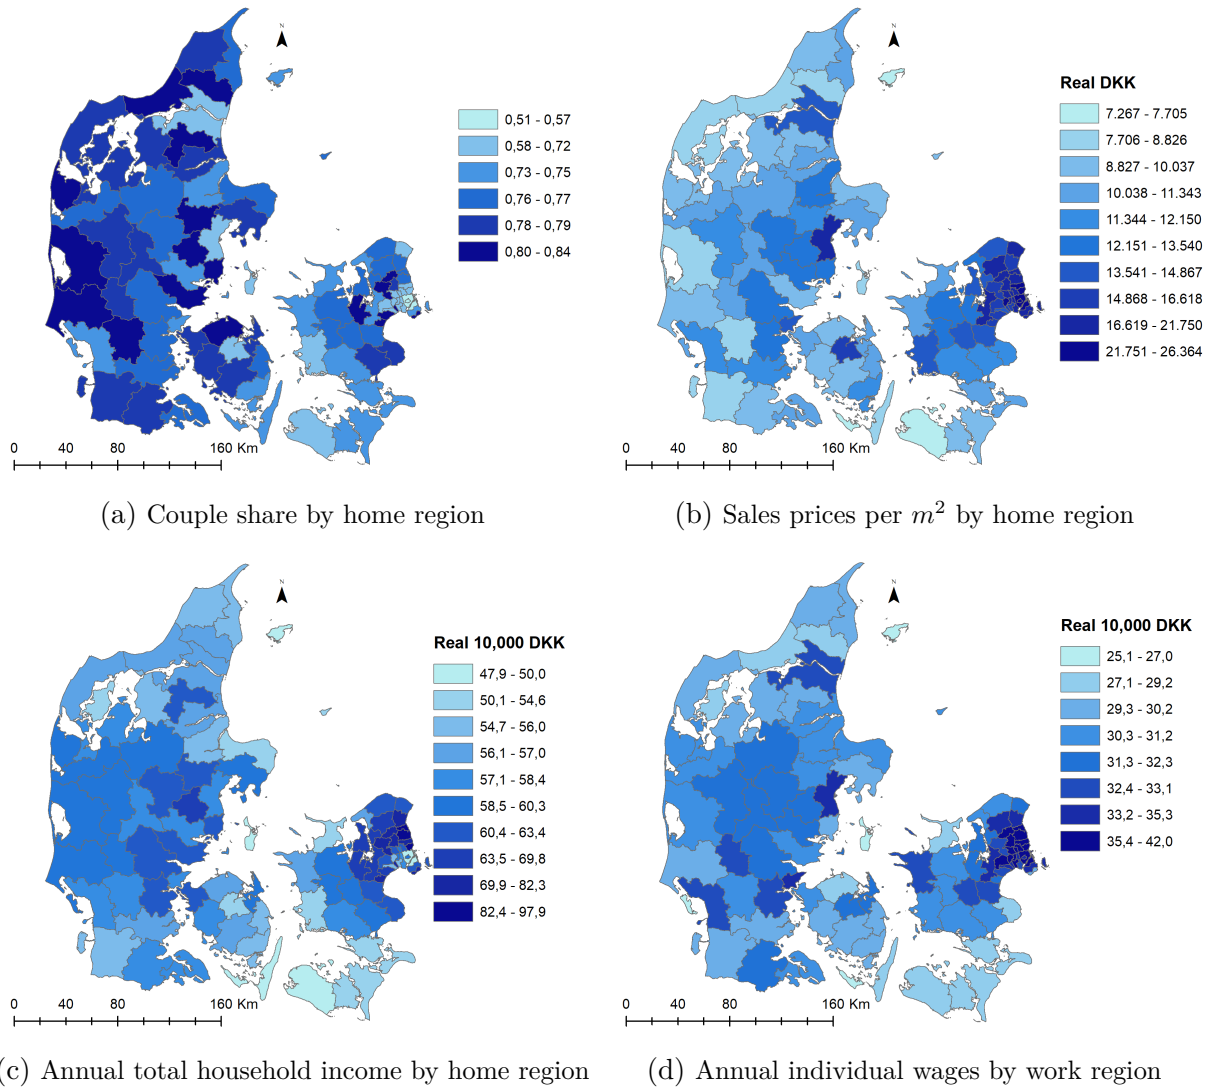 N
0,51 - 0,57
0,58 - 0,72
0,73 - 0,75
0,76 - 0,77
0,78 - 0,79
0,80 - 0,84
0 40 80 160 Km
(a) Couple share by home region
N
Real DKK
7.267 - 7.705
7.706 - 8.826
8.827 - 10.037
10.038 - 11.343
11.344 - 12.150
12.151 - 13.540
13.541 - 14.867
14.868 - 16.618
16.619 - 21.750
21.751 - 26.364
0 40 80 160 Km
(b) Sales prices per m² by home region
N
Real 10,000 DKK
47,9 - 50,0
50,1 - 54,6
54,7 - 56,0
56,1 - 57,0
57,1 - 58,4
58,5 - 60,3
60,4 - 63,4
63,5 - 69,8
69,9 - 82,3
82,4 - 97,9
0 40 80 160 Km
(c) Annual total household income by home region
N
Real 10,000 DKK
25,1 - 27,0
27,1 - 29,2
29,3 - 30,2
30,3 - 31,2
31,3 - 32,3
32,4 - 33,1
33,2 - 35,3
35,4 - 42,0
0 40 80 160 Km
(d) Annual individual wages by work region